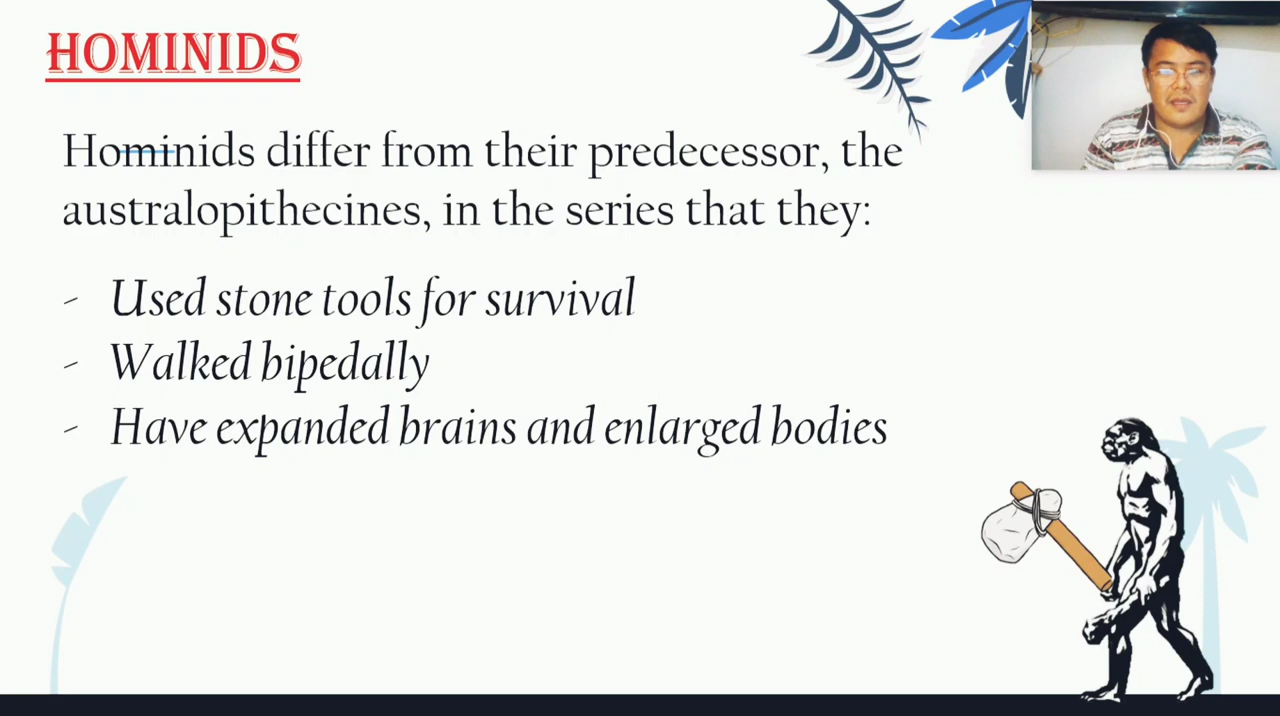 HOMINIDS
Hominids differ from their predecessor, the
australopithecines, in the series that they:
- Used stone tools for survival
- Walked bipedally
- Have expanded brains and enlarged bodies